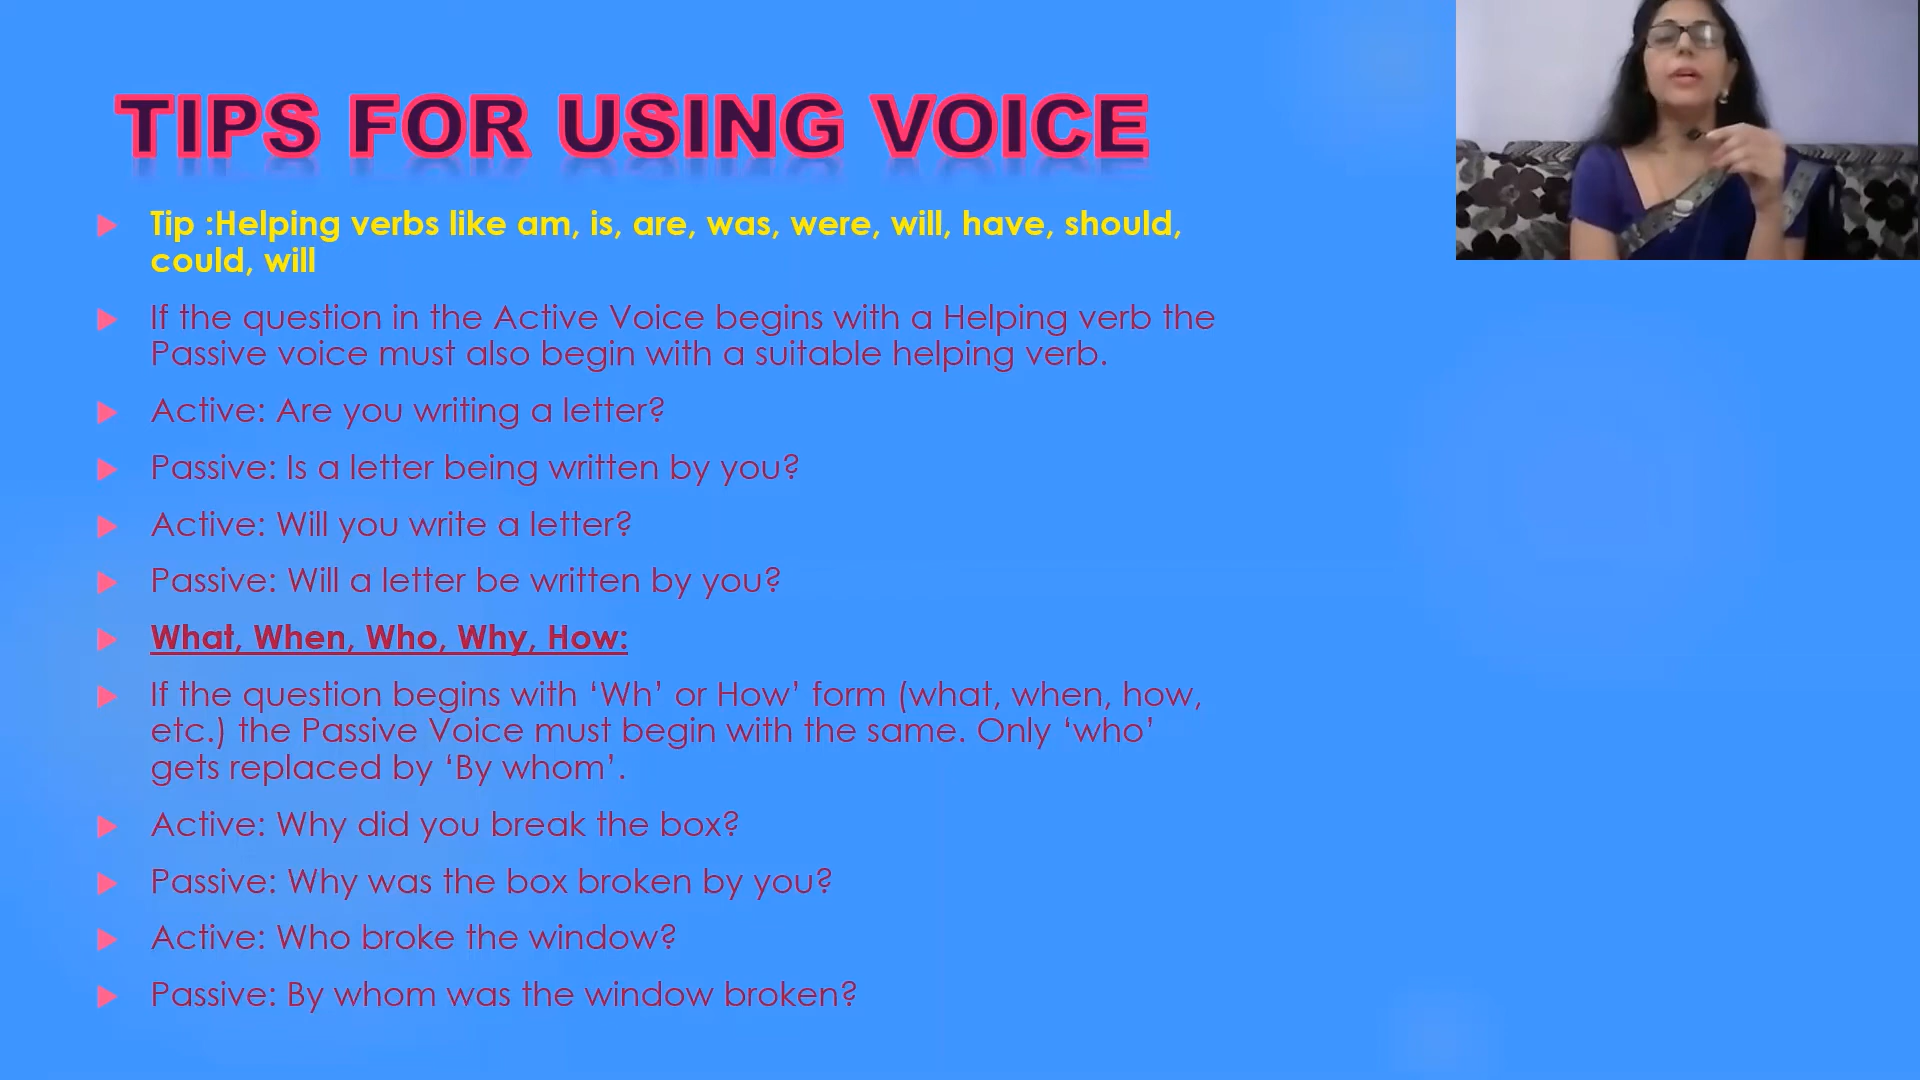 TIPS FOR USING VOICE
Tip :Helping verbs like am, is, are, was, were, will, have, should,
could, will
If the question in the Active Voice begins with a Helping verb the
Passive voice must also begin with a suitable helping verb.
Active: Are you writing a letter?
Passive: Is a letter being written by you?
Active: Will you write a letter?
Passive: Will a letter be written by you?
What, When, Who, Why, How:
If the question begins with ‘Wh’ or How’ form (what, when, how,
etc.) the Passive Voice must begin with the same. Only ‘who’
gets replaced by ‘By whom’.
Active: Why did you break the box?
Passive: Why was the box broken by you?
Active: Who broke the window?
Passive: By whom was the window broken?